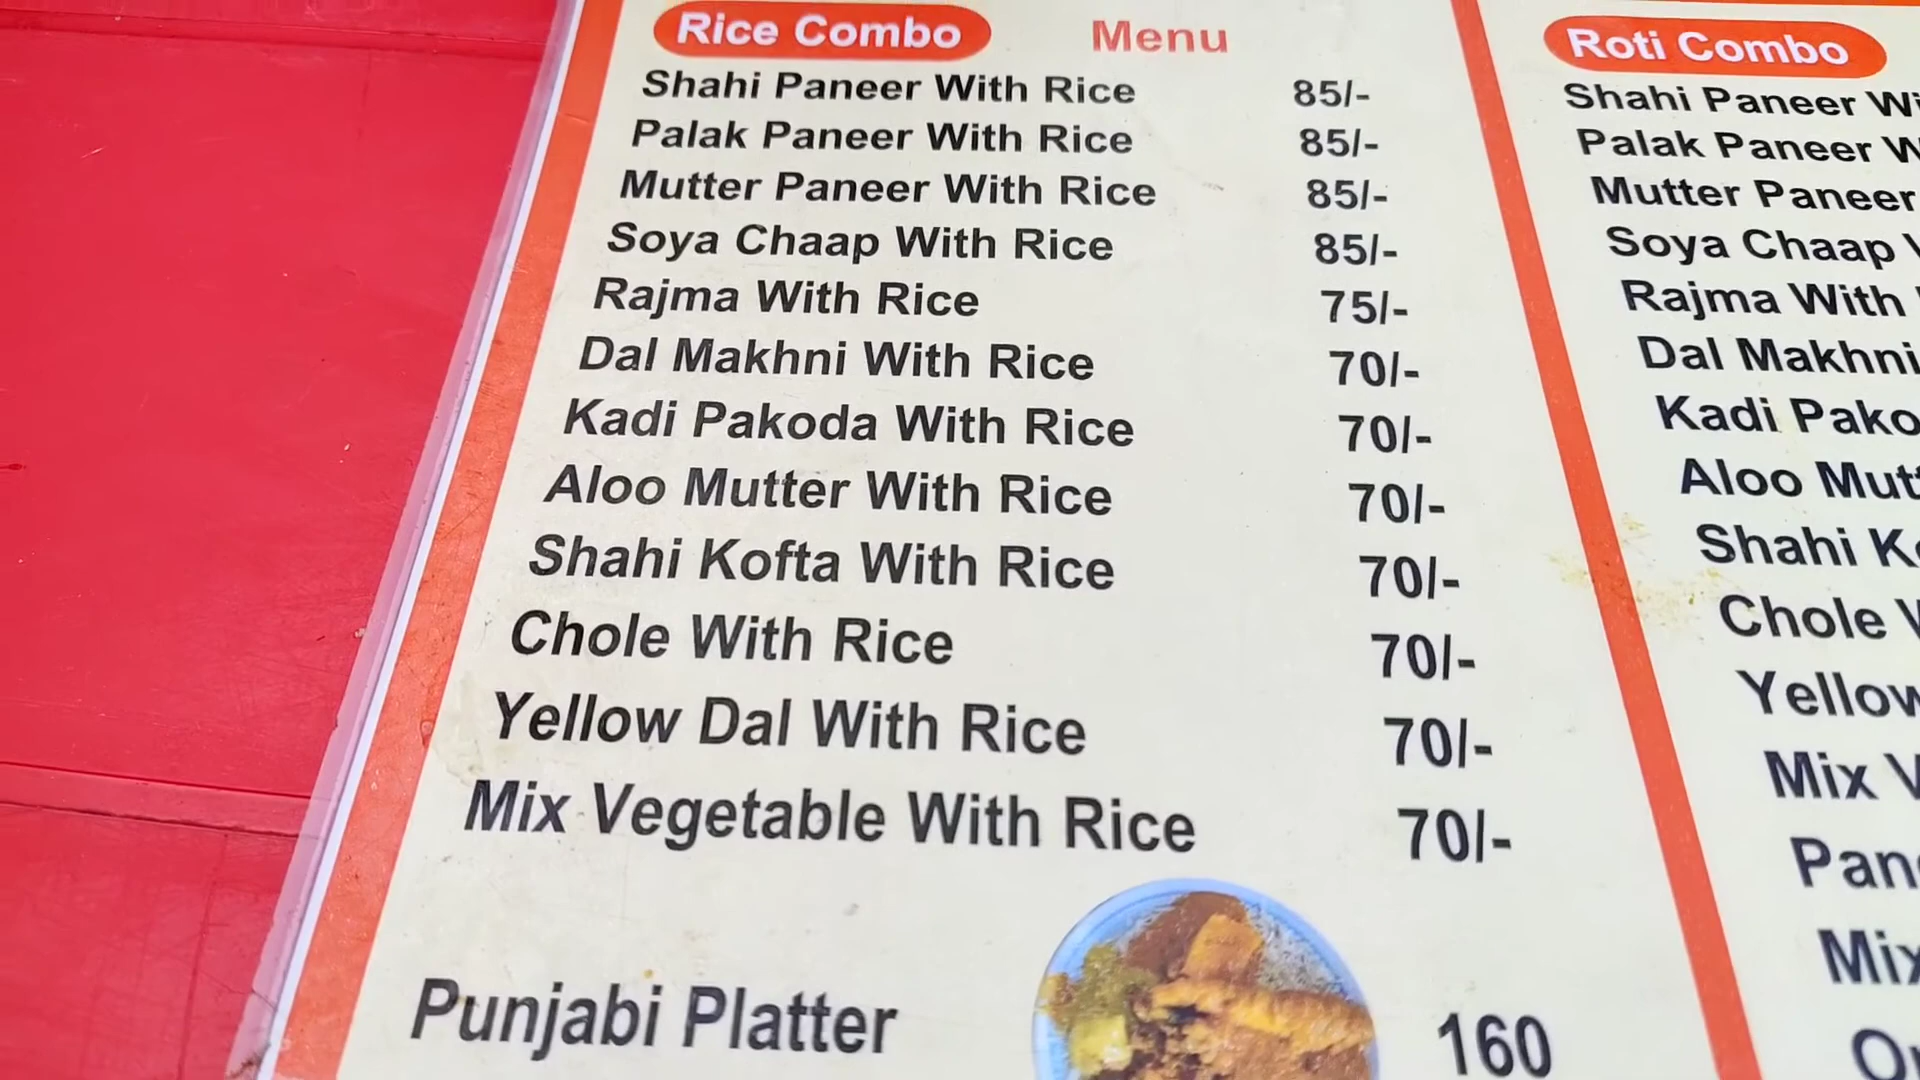 Rice Combo Menu
Shahi Paneer With Rice 85/-
Palak Paneer With Rice 85/-
Mutter Paneer With Rice 85/-
Soya Chaap With Rice 85/-
Rajma With Rice 75/-
Dal Makhni With Rice 70/-
Kadi Pakoda With Rice 70/-
Aloo Mutter With Rice 70/-
Shahi Kofta With Rice 70/-
Chole With Rice 70/-
Yellow Dal With Rice 70/-
Mix Vegetable With Rice 70/-
Punjabi Platter 160
Roti Combo
Shahi Paneer
Palak Paneer
Mutter Paneer
Soya Chaap
Rajma With
Dal Makhni
Kadi
Aloo
Shahi
Chole
Yellow
Mix
Mix